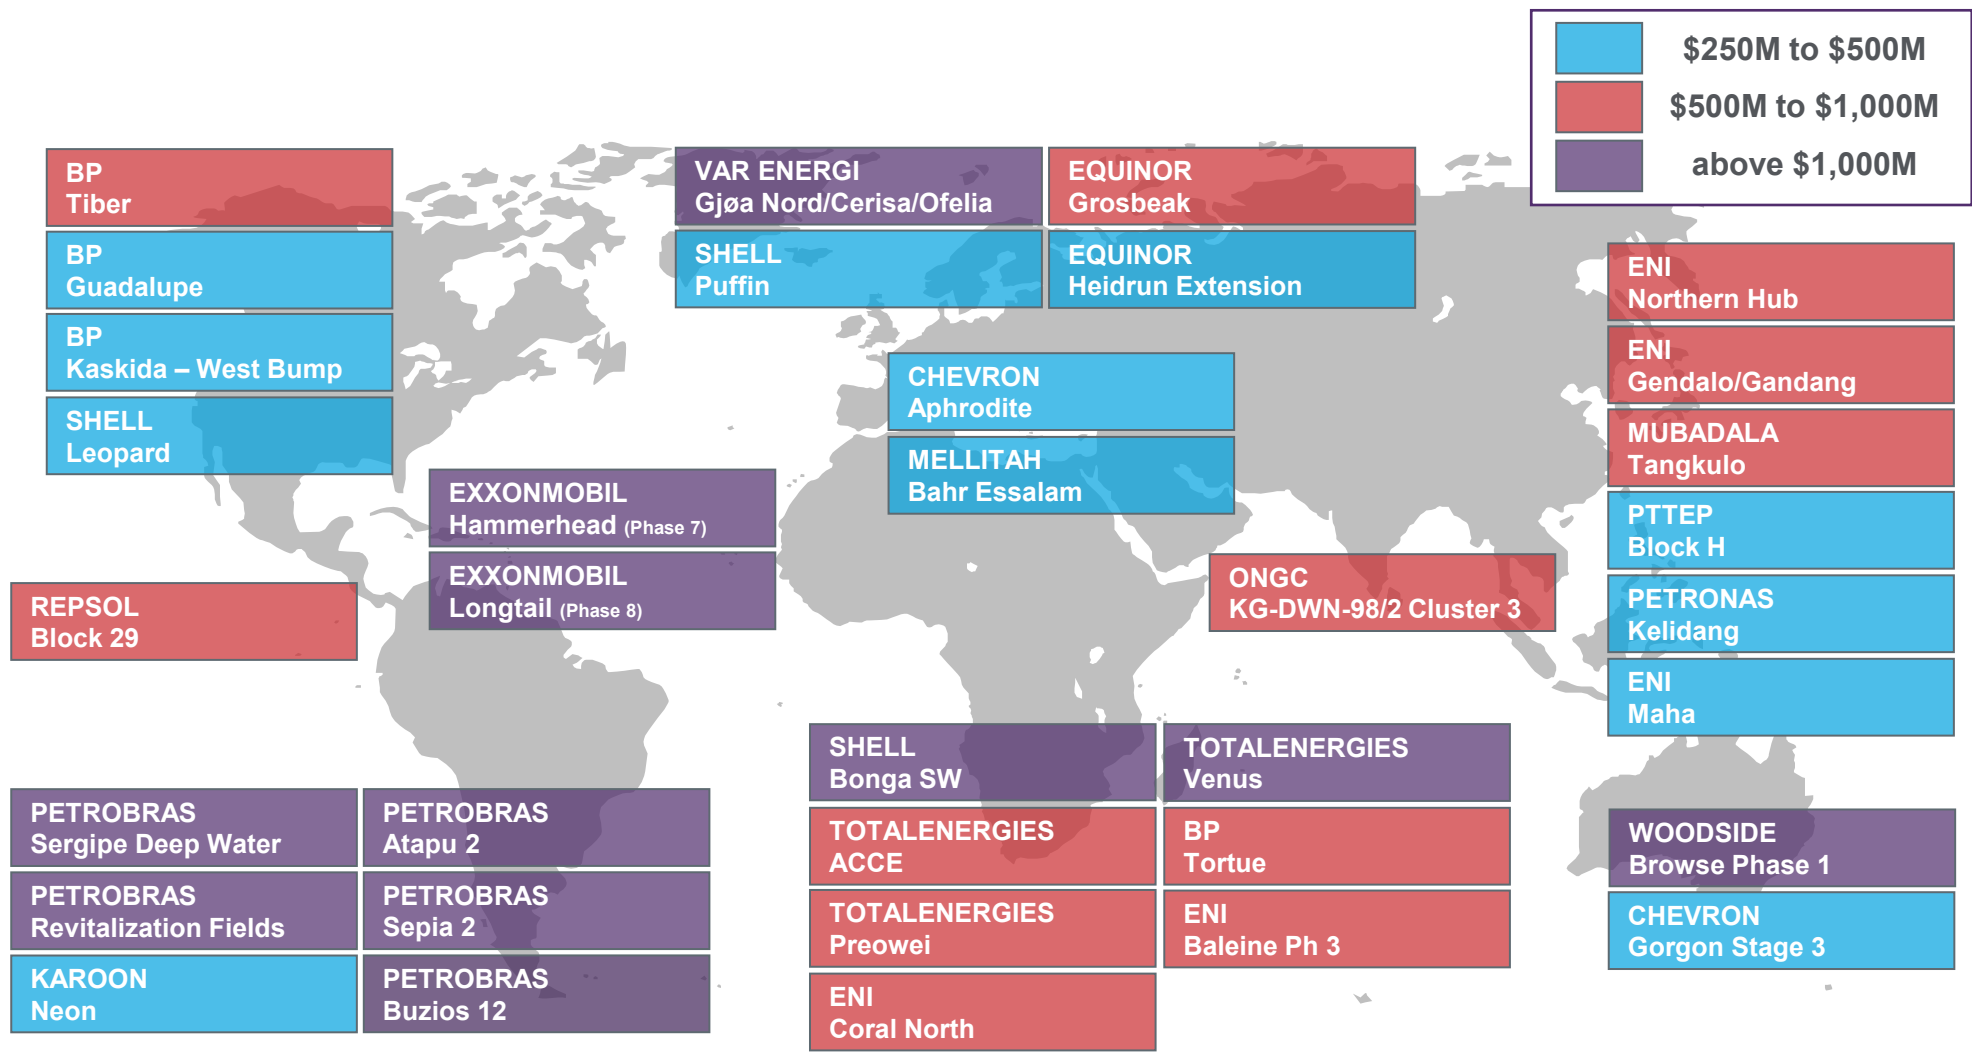 $250M to $500M
$500M to $1,000M
above $1,000M
BP
Tiber
BP
Guadalupe
BP
Kaskida – West Bump
SHELL
Leopard
VAR ENERGI
Gjøa Nord/Cerisa/Ofelia
EQUINOR
Grosbeak
SHELL
Puffin
EQUINOR
Heidrun Extension
CHEVRON
Aphrodite
MELLITAH
Bahr Essalam
ENI
Northern Hub
ENI
Gendalo/Gandang
MUBADALA
Tangkulo
PTTEP
Block H
PETRONAS
Kelidang
ENI
Maha
EXXONMOBIL
Hammerhead (Phase 7)
EXXONMOBIL
Longtail (Phase 8)
REPSOL
Block 29
ONGC
KG-DWN-98/2 Cluster 3
PETROBRAS
Sergipe Deep Water
PETROBRAS
Atapu 2
PETROBRAS
Revitalization Fields
PETROBRAS
Sepia 2
KAROON
Neon
PETROBRAS
Buzios 12
SHELL
Bonga SW
TOTALENERGIES
Venus
TOTALENERGIES
ACCE
BP
Tortue
TOTALENERGIES
Preowei
ENI
Baleine Ph 3
ENI
Coral North
WOODSIDE
Browse Phase 1
CHEVRON
Gorgon Stage 3